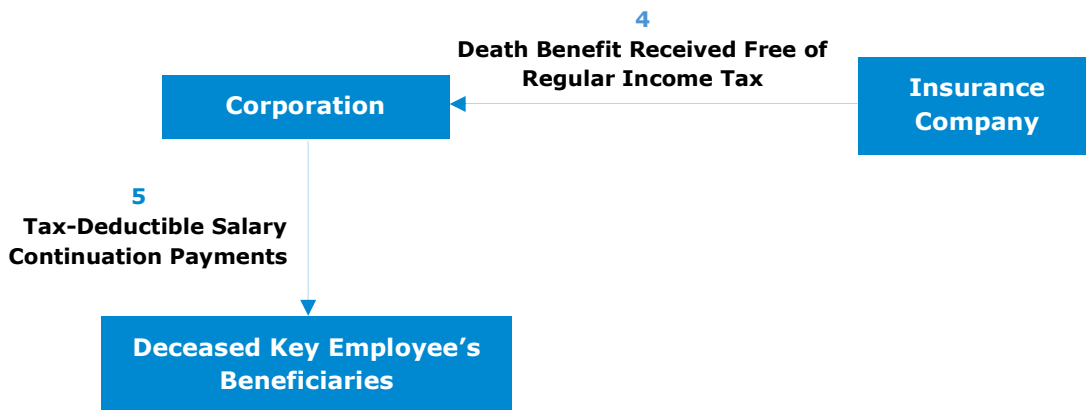 4
Death Benefit Received Free of
Regular Income Tax
Corporation
Insurance
Company
5
Tax-Deductible Salary
Continuation Payments
Deceased Key Employee’s
Beneficiaries